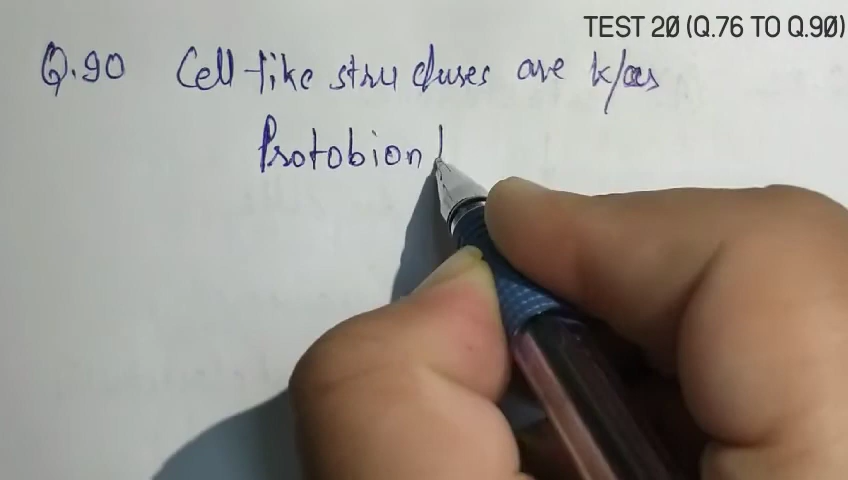 TEST 20 (Q.76 TO Q.90)
Q.90 Cell-like structures are k/as
Protobiont